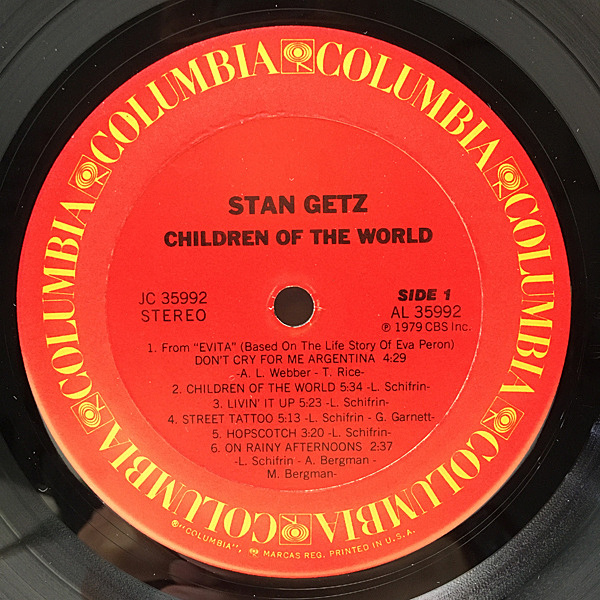 COLUMBIA COLUMBIA COLUMBIA COLUMBIA COLUMBIA COLUMBIA
STAN GETZ
CHILDREN OF THE WORLD
JC 35992
STEREO
SIDE 1
AL 35992
℗ 1979 CBS Inc.
1. From "EVITA" (Based On The Life Story Of Eva Peron)
DON'T CRY FOR ME ARGENTINA 4:29
-A. L. Webber - T. Rice-
2. CHILDREN OF THE WORLD 5:34 -L. Schifrin-
3. LIVIN' IT UP 5:23 -L. Schifrin-
4. STREET TATTOO 5:13 -L. Schifrin - G. Garnett-
5. HOPSCOTCH 3:20 -L. Schifrin-
6. ON RAINY AFTERNOONS 2:37
-L. Schifrin - A. Bergman -
M. Bergman-
®"COLUMBIA", MARCAS REG. PRINTED IN U.S.A.